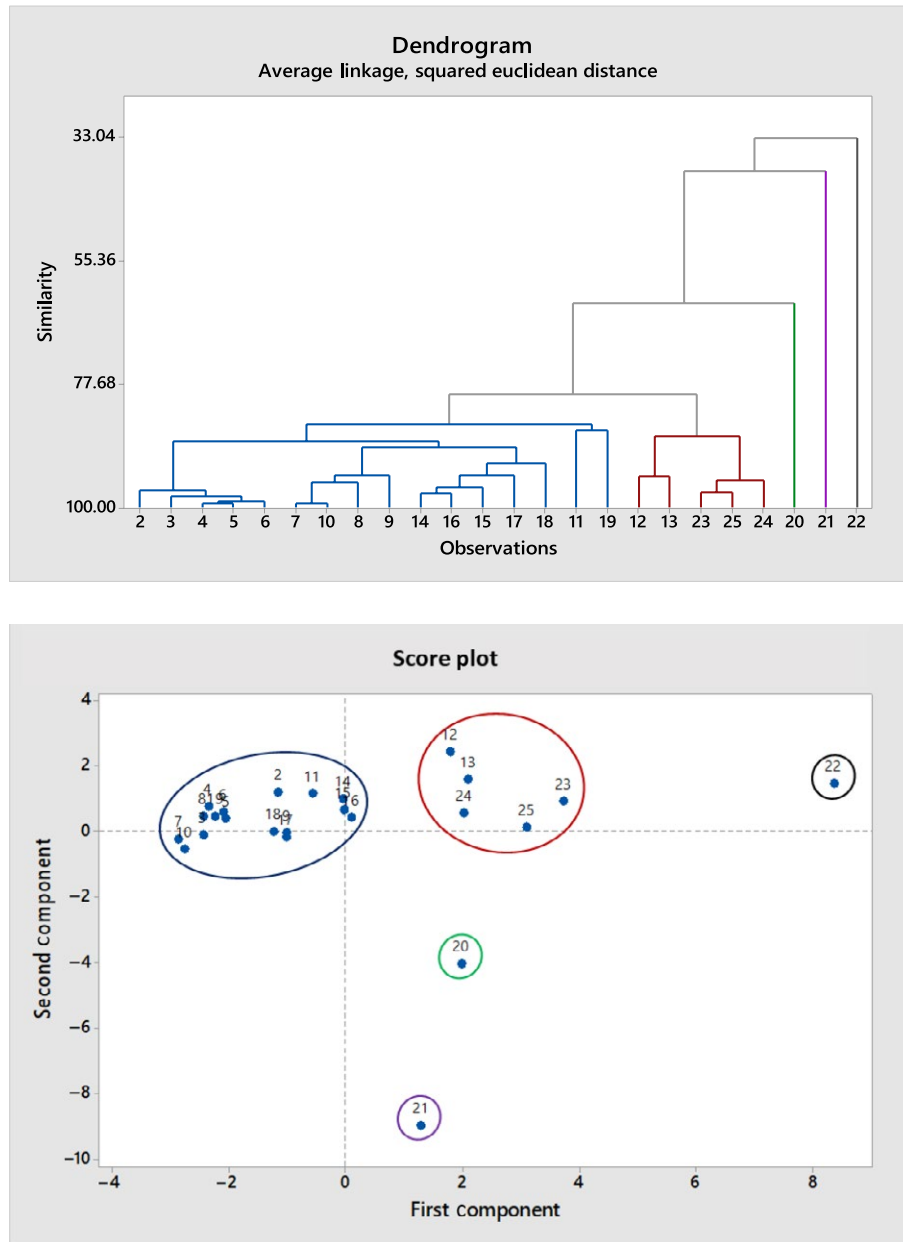 Dendrogram
Average linkage, squared euclidean distance
Similarity
33.04
55.36
77.68
100.00
2 3 4 5 6 7 10 8 9 14 16 15 17 18 11 19 12 13 23 25 24 20 21 22
Observations
Score plot
Second component
4
2
0
−2
−4
−6
−8
−10
12
13
14
2 11
22
4
23
24
15
25
7
10
20
21
−4 −2 0 2 4 6 8
First component